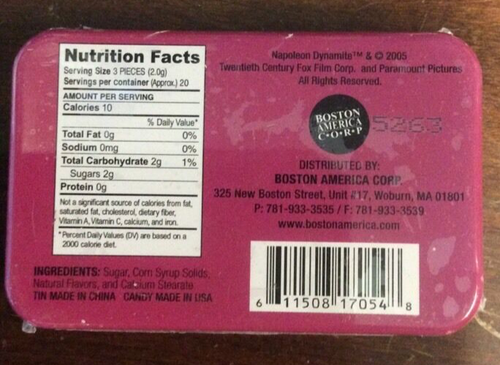 Nutrition Facts
Serving Size 3 PIECES (2.0g)
Servings per container (Approx.) 20
AMOUNT PER SERVING
Calories 10
% Daily Value*
Total Fat 0g 0%
Sodium 0mg 0%
Total Carbohydrate 2g 1%
Sugars 2g
Protein 0g
Not a significant source of calories from fat,
saturated fat, cholesterol, dietary fiber,
Vitamin A, Vitamin C, calcium, and iron.
*Percent Daily Values (DV) are based on a
2000 calorie diet.
INGREDIENTS: Sugar, Corn Syrup Solids,
Natural Flavors, and Calcium Stearate.
TIN MADE IN CHINA CANDY MADE IN USA
Napoleon Dynamite™ & © 2005
Twentieth Century Fox Film Corp. and Paramount Pictures
All Rights Reserved.
BOSTON
AMERICA
C·O·R·P
5263
DISTRIBUTED BY:
BOSTON AMERICA CORP.
325 New Boston Street, Unit #17, Woburn, MA 01801
P: 781-933-3535 / F: 781-933-3539
www.bostonamerica.com
6 11508 17054 8